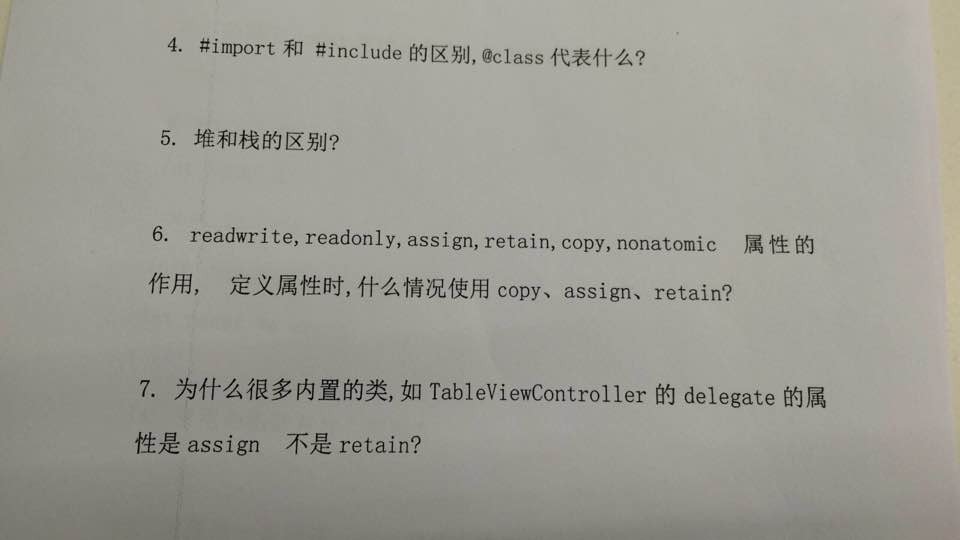 4. #import 和 #include 的区别,@class 代表什么?
5. 堆和栈的区别?
6. readwrite,readonly,assign,retain,copy,nonatomic 属性的
作用, 定义属性时,什么情况使用 copy、assign、retain?
7. 为什么很多内置的类,如 TableViewController 的 delegate 的属
性是 assign 不是 retain?